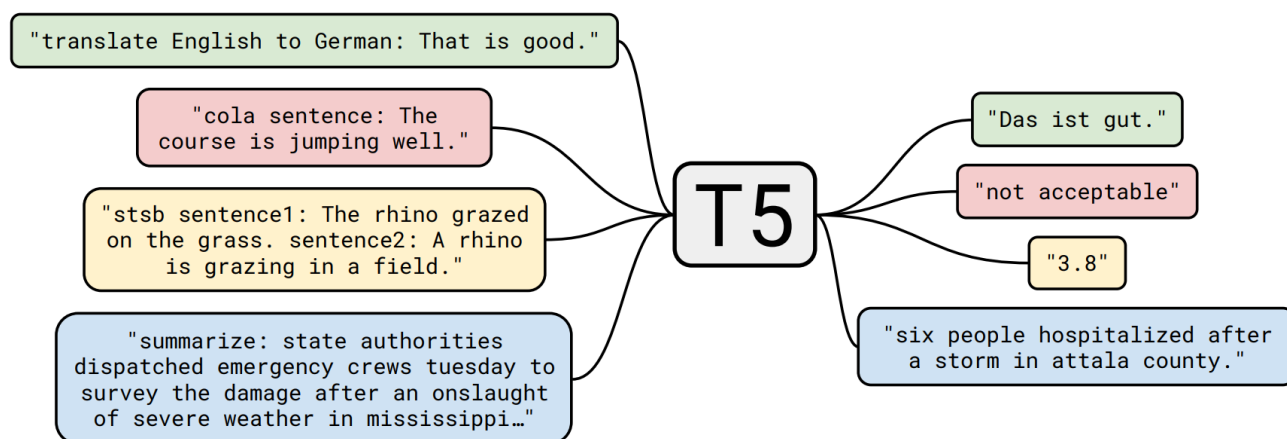 "translate English to German: That is good."
"cola sentence: The
course is jumping well."
"stsb sentence1: The rhino grazed
on the grass. sentence2: A rhino
is grazing in a field."
"summarize: state authorities
dispatched emergency crews tuesday to
survey the damage after an onslaught
of severe weather in mississippi…"
T5
"Das ist gut."
"not acceptable"
"3.8"
"six people hospitalized after
a storm in attala county."